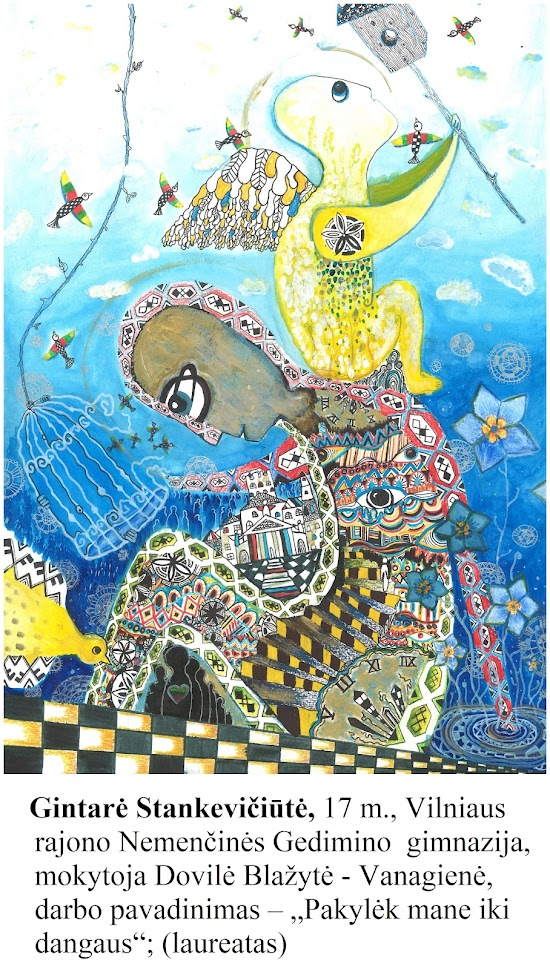 Gintarė Stankevičiūtė, 17 m., Vilniaus
rajono Nemenčinės Gedimino gimnazija,
mokytoja Dovilė Blažytė - Vanagienė,
darbo pavadinimas – „Pakylėk mane iki
dangaus“; (laureatas)